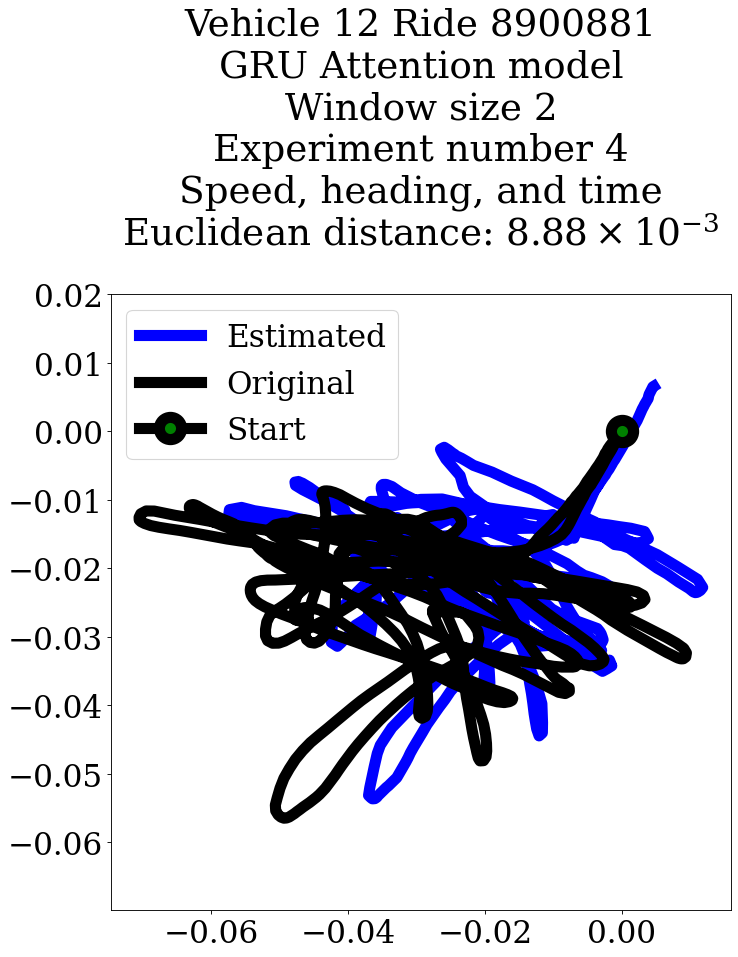 Vehicle 12 Ride 8900881
GRU Attention model
Window size 2
Experiment number 4
Speed, heading, and time
Euclidean distance: 8.88 × 10⁻³
0.02
0.01
0.00
−0.01
−0.02
−0.03
−0.04
−0.05
−0.06
Estimated
Original
Start
−0.06 −0.04 −0.02 0.00